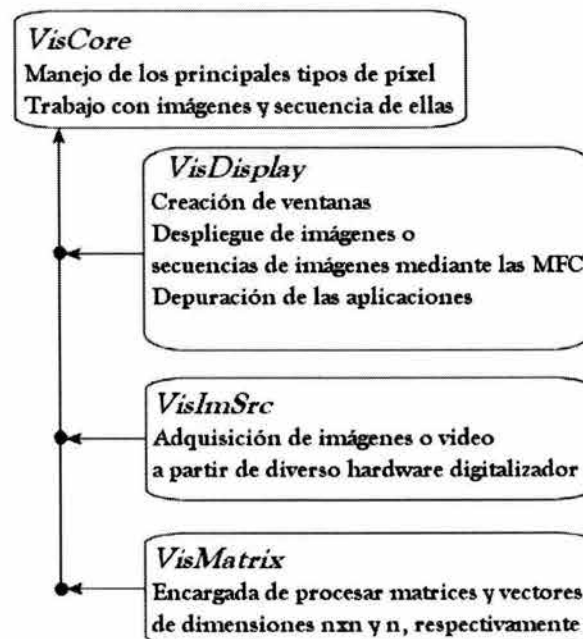 VisCore
Manejo de los principales tipos de píxel
Trabajo con imágenes y secuencia de ellas
VisDisplay
Creación de ventanas
Despliegue de imágenes o
secuencias de imágenes mediante las MFC
Depuración de las aplicaciones
VisImSrc
Adquisición de imágenes o video
a partir de diverso hardware digitalizador
VisMatrix
Encargada de procesar matrices y vectores
de dimensiones nxn y n, respectivamente